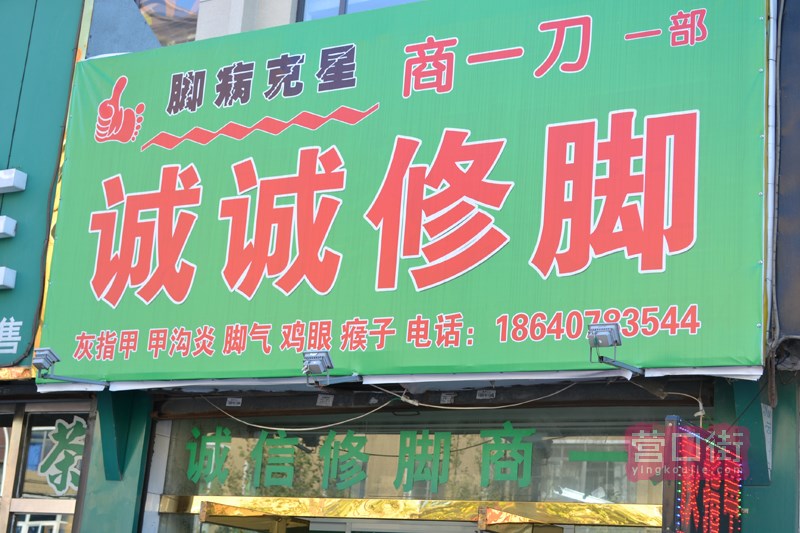 脚病克星 商一刀 一部
诚诚修脚
灰指甲 甲沟炎 脚气 鸡眼 瘊子 电话：18640783544
售
茶
诚信修脚商一
营口街
yingkoujie.com